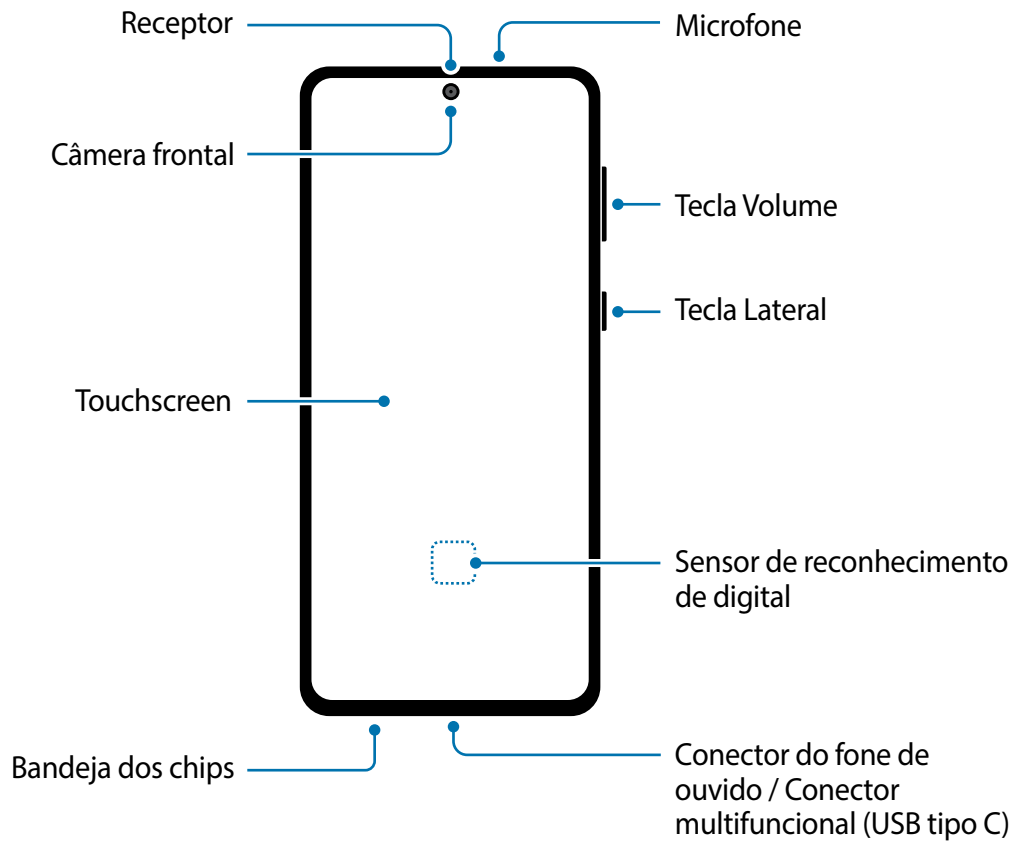 Receptor
Microfone
Câmera frontal
Tecla Volume
Tecla Lateral
Touchscreen
Sensor de reconhecimento
de digital
Bandeja dos chips
Conector do fone de
ouvido / Conector
multifuncional (USB tipo C)